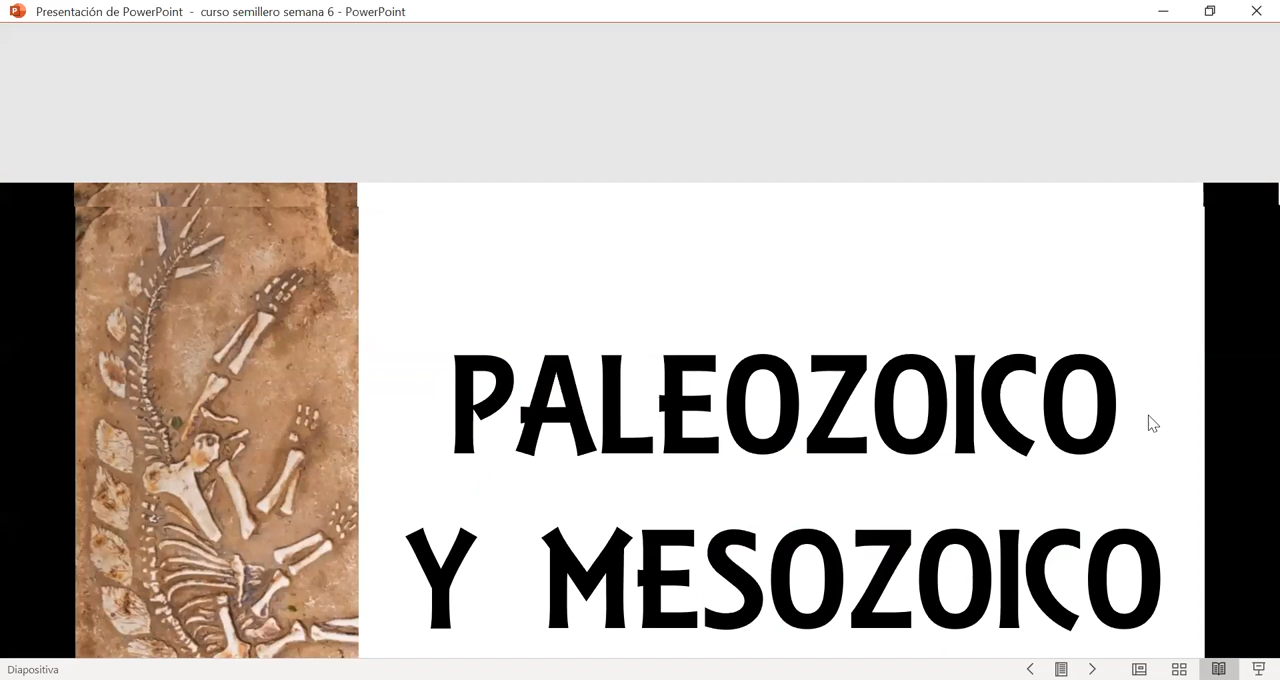 Presentación de PowerPoint - curso semillero semana 6 - PowerPoint
PALEOZOICO
Y MESOZOICO
Diapositiva